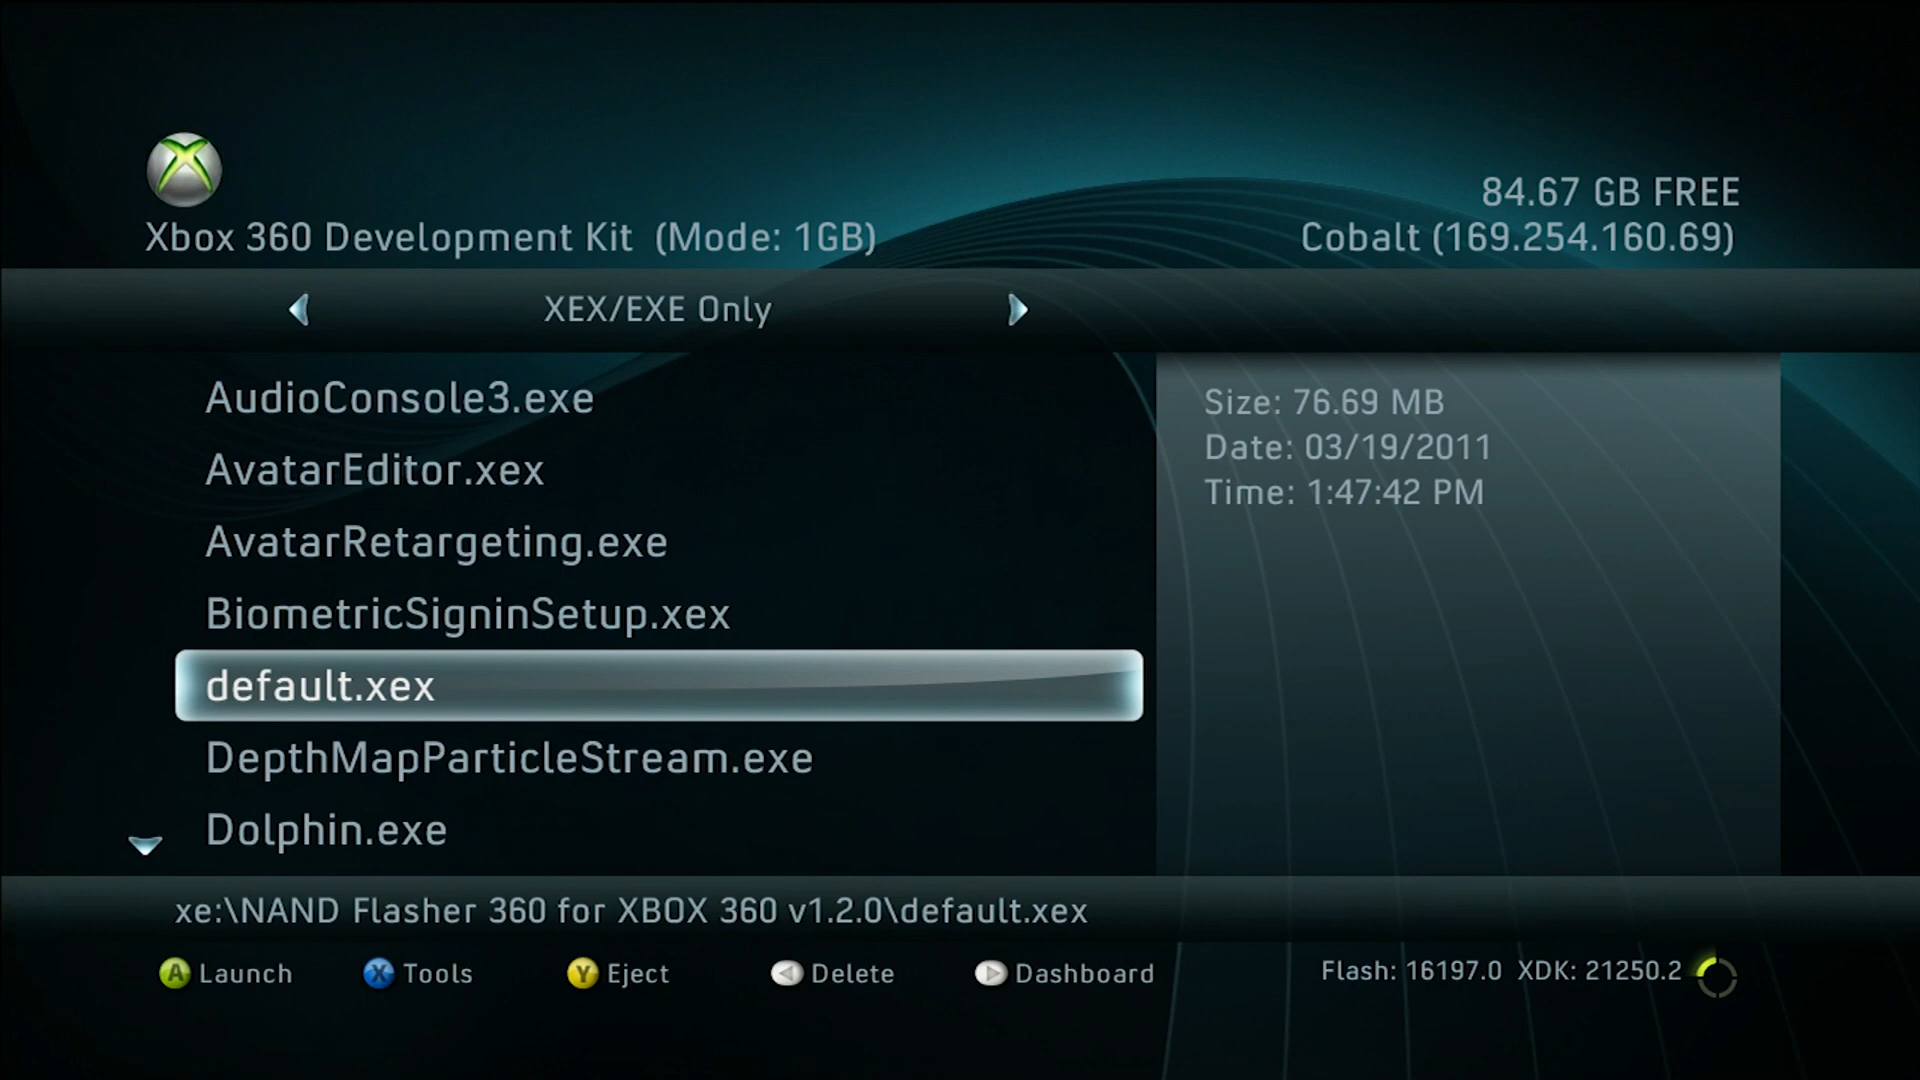 84.67 GB FREE
Xbox 360 Development Kit (Mode: 1GB)
Cobalt (169.254.160.69)
XEX/EXE Only
AudioConsole3.exe
AvatarEditor.xex
AvatarRetargeting.exe
BiometricSigninSetup.xex
default.xex
DepthMapParticleStream.exe
Dolphin.exe
Size: 76.69 MB
Date: 03/19/2011
Time: 1:47:42 PM
xe:\NAND Flasher 360 for XBOX 360 v1.2.0\default.xex
A Launch
X Tools
Y Eject
Delete
Dashboard
Flash: 16197.0 XDK: 21250.2